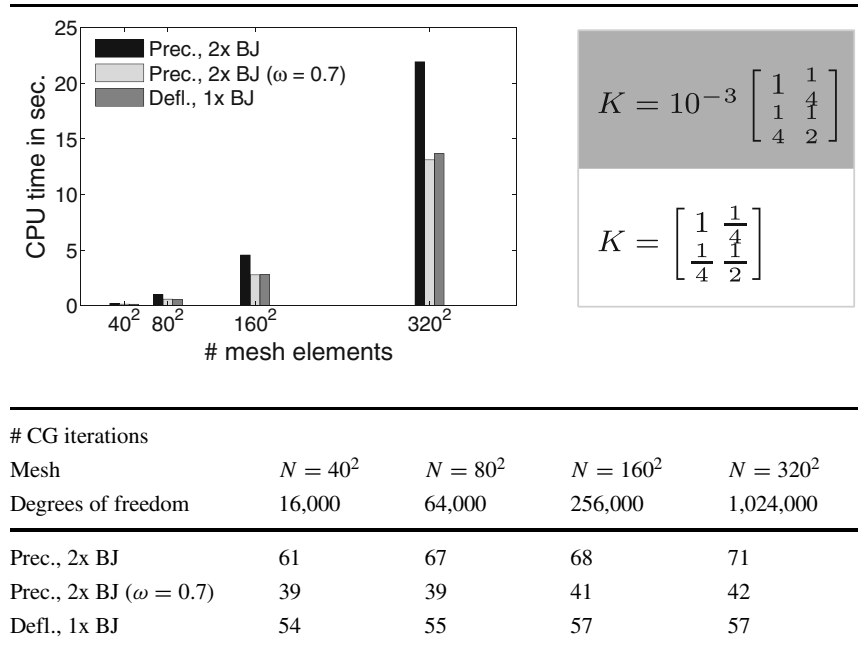 25
20
15
10
5
0
CPU time in sec.
Prec., 2x BJ
Prec., 2x BJ (ω = 0.7)
Defl., 1x BJ
40² 80² 160² 320²
# mesh elements
K = 10⁻³ [ 1 1/4
1/4 1/2 ]
K = [ 1 1/4
1/4 1/2 ]
# CG iterations
Mesh N = 40² N = 80² N = 160² N = 320²
Degrees of freedom 16,000 64,000 256,000 1,024,000
Prec., 2x BJ 61 67 68 71
Prec., 2x BJ (ω = 0.7) 39 39 41 42
Defl., 1x BJ 54 55 57 57